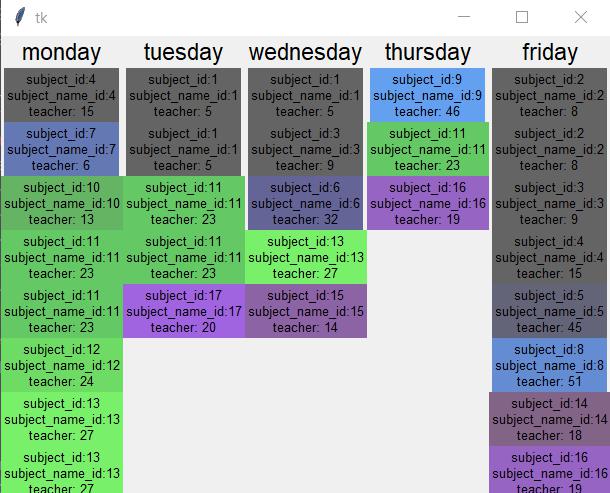 tk
monday
subject_id:4
subject_name_id:4
teacher: 15
subject_id:7
subject_name_id:7
teacher: 6
subject_id:10
subject_name_id:10
teacher: 13
subject_id:11
subject_name_id:11
teacher: 23
subject_id:11
subject_name_id:11
teacher: 23
subject_id:12
subject_name_id:12
teacher: 24
subject_id:13
subject_name_id:13
teacher: 27
subject_id:13
subject_name_id:13
teacher: 27
tuesday
subject_id:1
subject_name_id:1
teacher: 5
subject_id:1
subject_name_id:1
teacher: 5
subject_id:11
subject_name_id:11
teacher: 23
subject_id:11
subject_name_id:11
teacher: 23
subject_id:17
subject_name_id:17
teacher: 20
wednesday
subject_id:1
subject_name_id:1
teacher: 5
subject_id:3
subject_name_id:3
teacher: 9
subject_id:6
subject_name_id:6
teacher: 32
subject_id:13
subject_name_id:13
teacher: 27
subject_id:15
subject_name_id:15
teacher: 14
thursday
subject_id:9
subject_name_id:9
teacher: 46
subject_id:11
subject_name_id:11
teacher: 23
subject_id:16
subject_name_id:16
teacher: 19
friday
subject_id:2
subject_name_id:2
teacher: 8
subject_id:2
subject_name_id:2
teacher: 8
subject_id:3
subject_name_id:3
teacher: 9
subject_id:4
subject_name_id:4
teacher: 15
subject_id:5
subject_name_id:5
teacher: 45
subject_id:8
subject_name_id:8
teacher: 51
subject_id:14
subject_name_id:14
teacher: 18
subject_id:16
subject_name_id:16
teacher: 19